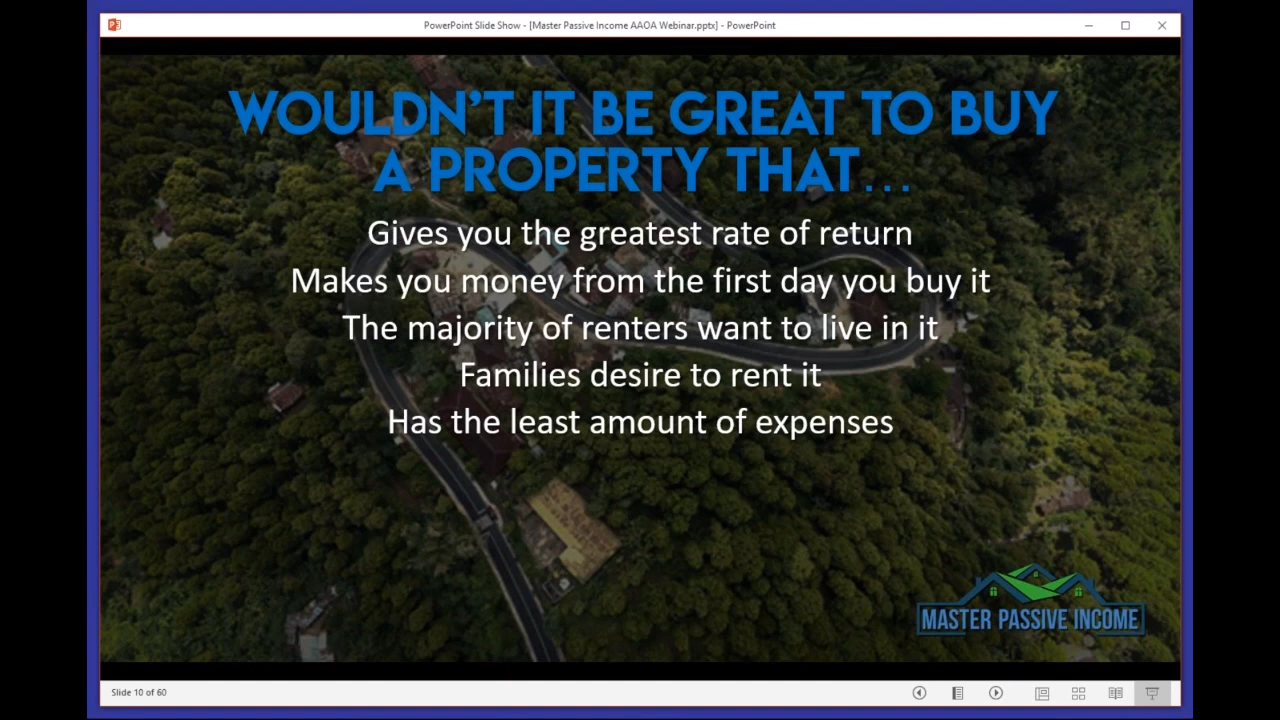 PowerPoint Slide Show - [Master Passive Income AAOA Webinar.pptx] - PowerPoint
WOULDN'T IT BE GREAT TO BUY
A PROPERTY THAT...
Gives you the greatest rate of return
Makes you money from the first day you buy it
The majority of renters want to live in it
Families desire to rent it
Has the least amount of expenses
MASTER PASSIVE INCOME
Slide 10 of 60